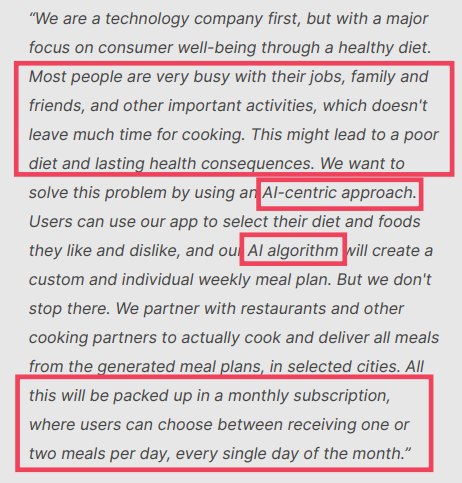 “We are a technology company first, but with a major
focus on consumer well-being through a healthy diet.
Most people are very busy with their jobs, family and
friends, and other important activities, which doesn't
leave much time for cooking. This might lead to a poor
diet and lasting health consequences. We want to
solve this problem by using an AI-centric approach.
Users can use our app to select their diet and foods
they like and dislike, and our AI algorithm will create a
custom and individual weekly meal plan. But we don't
stop there. We partner with restaurants and other
cooking partners to actually cook and deliver all meals
from the generated meal plans, in selected cities. All
this will be packed up in a monthly subscription,
where users can choose between receiving one or
two meals per day, every single day of the month.”